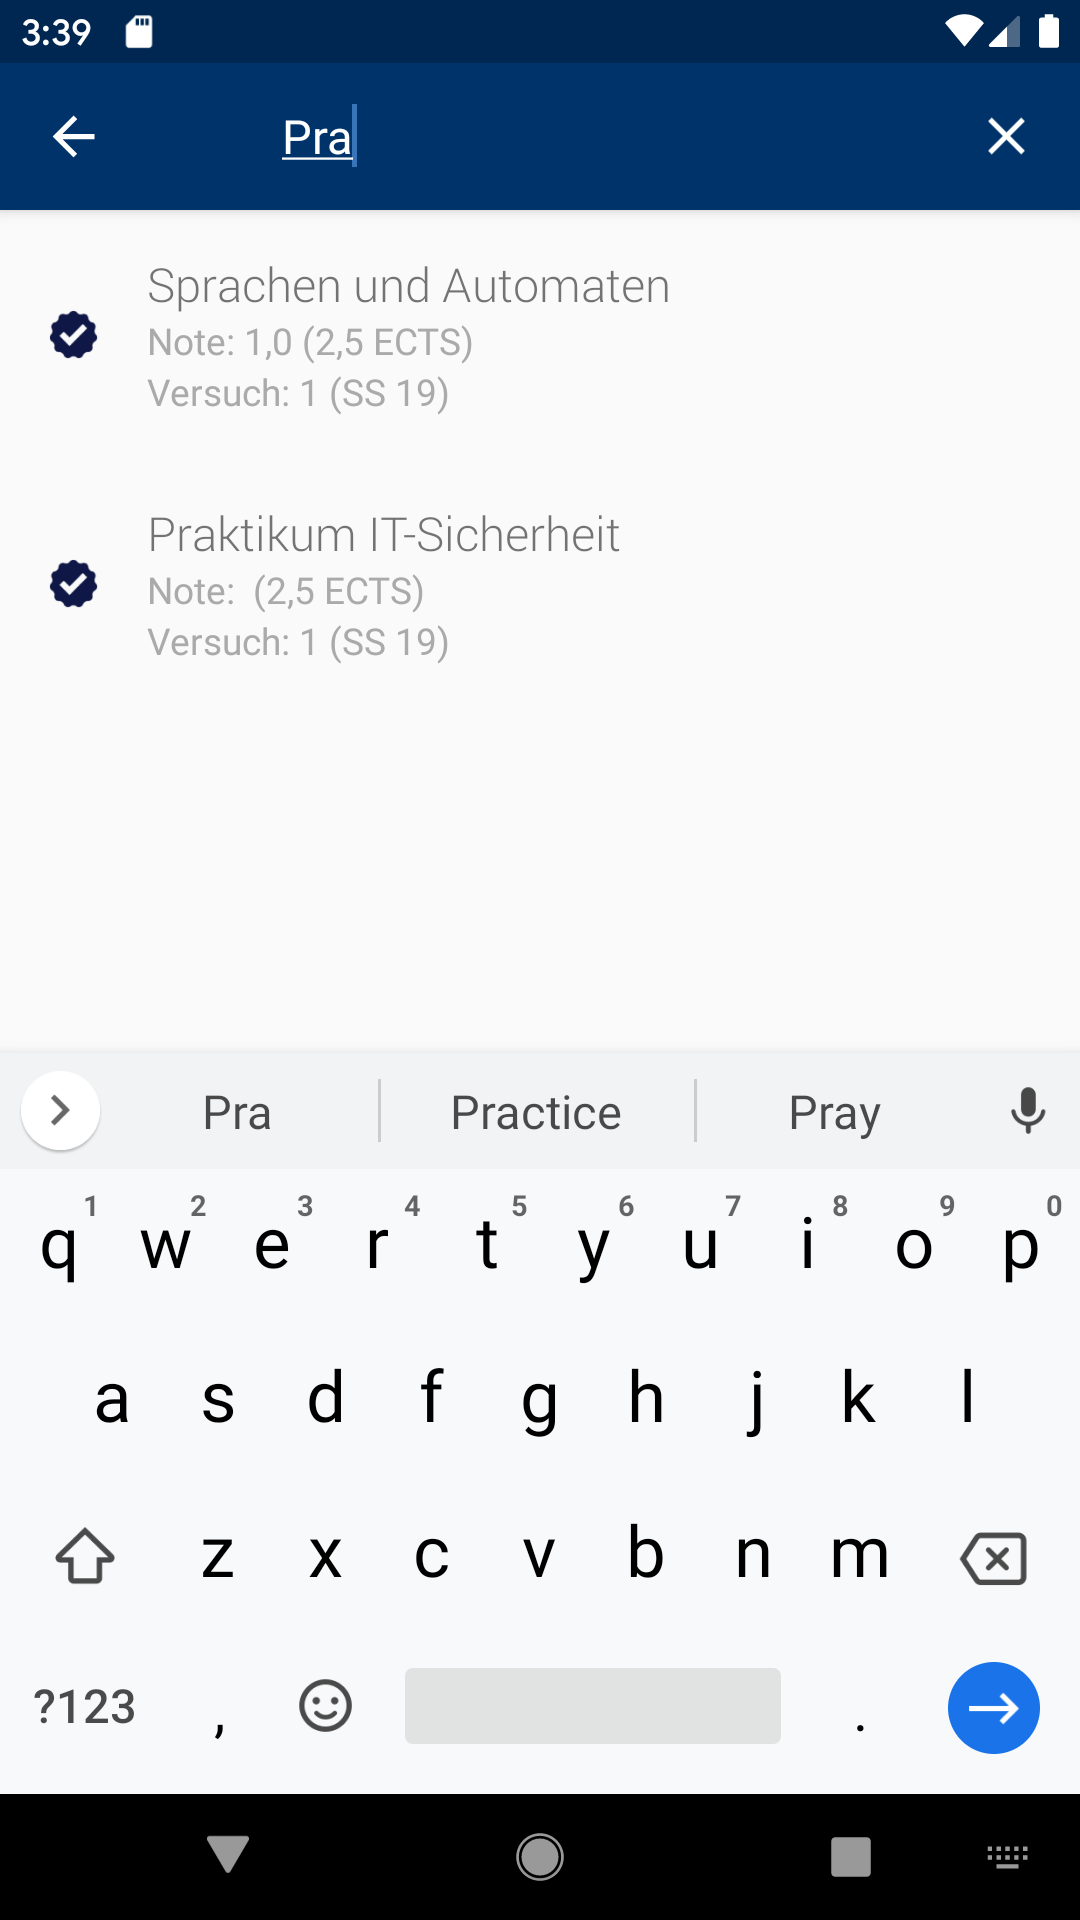 3:39
Pra
Sprachen und Automaten
Note: 1,0 (2,5 ECTS)
Versuch: 1 (SS 19)
Praktikum IT-Sicherheit
Note:  (2,5 ECTS)
Versuch: 1 (SS 19)
Pra Practice Pray
1 2 3 4 5 6 7 8 9 0
q w e r t y u i o p
a s d f g h j k l
z x c v b n m
?123 , .